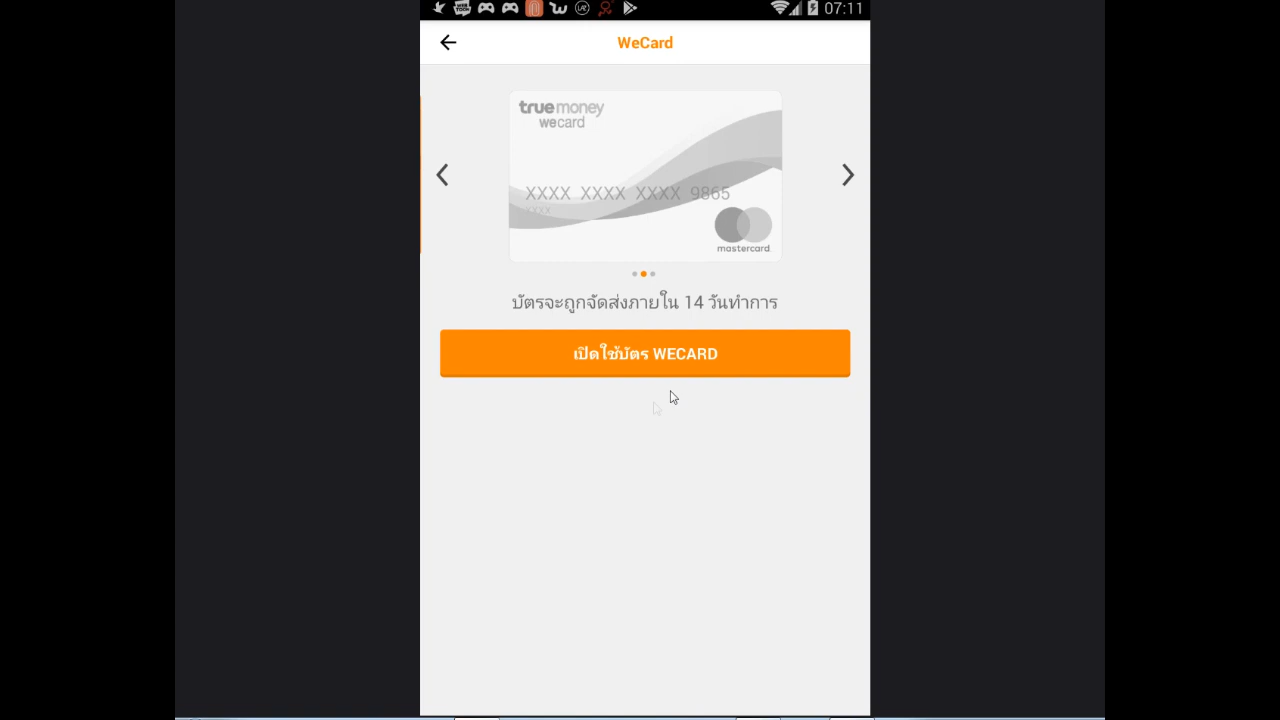 07:11
WeCard
truemoney
wecard
XXXX XXXX XXXX 9865
XXXX
mastercard
บัตรจะถูกจัดส่งภายใน 14 วันทำการ
เปิดใช้บัตร WECARD